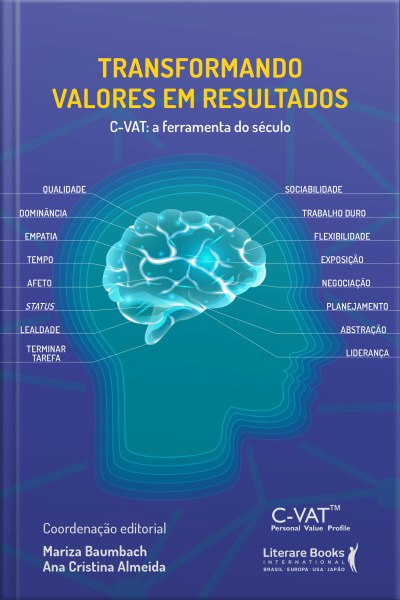 TRANSFORMANDO
VALORES EM RESULTADOS
C-VAT: a ferramenta do século
QUALIDADE
DOMINÂNCIA
EMPATIA
TEMPO
AFETO
STATUS
LEALDADE
TERMINAR
TAREFA
SOCIABILIDADE
TRABALHO DURO
FLEXIBILIDADE
EXPOSIÇÃO
NEGOCIAÇÃO
PLANEJAMENTO
ABSTRAÇÃO
LIDERANÇA
Coordenação editorial
Mariza Baumbach
Ana Cristina Almeida
C-VAT™
Personal Value Profile
Literare Books
INTERNATIONAL
BRASIL · EUROPA · USA · JAPÃO